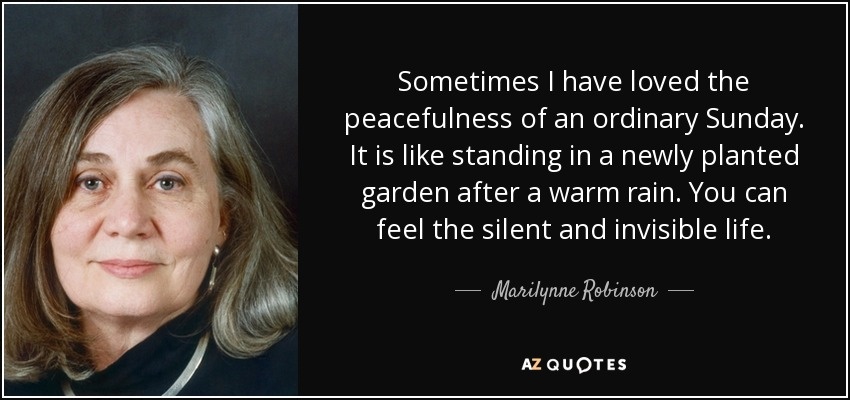 Sometimes I have loved the
peacefulness of an ordinary Sunday.
It is like standing in a newly planted
garden after a warm rain. You can
feel the silent and invisible life.
Marilynne Robinson
AZ QUOTES